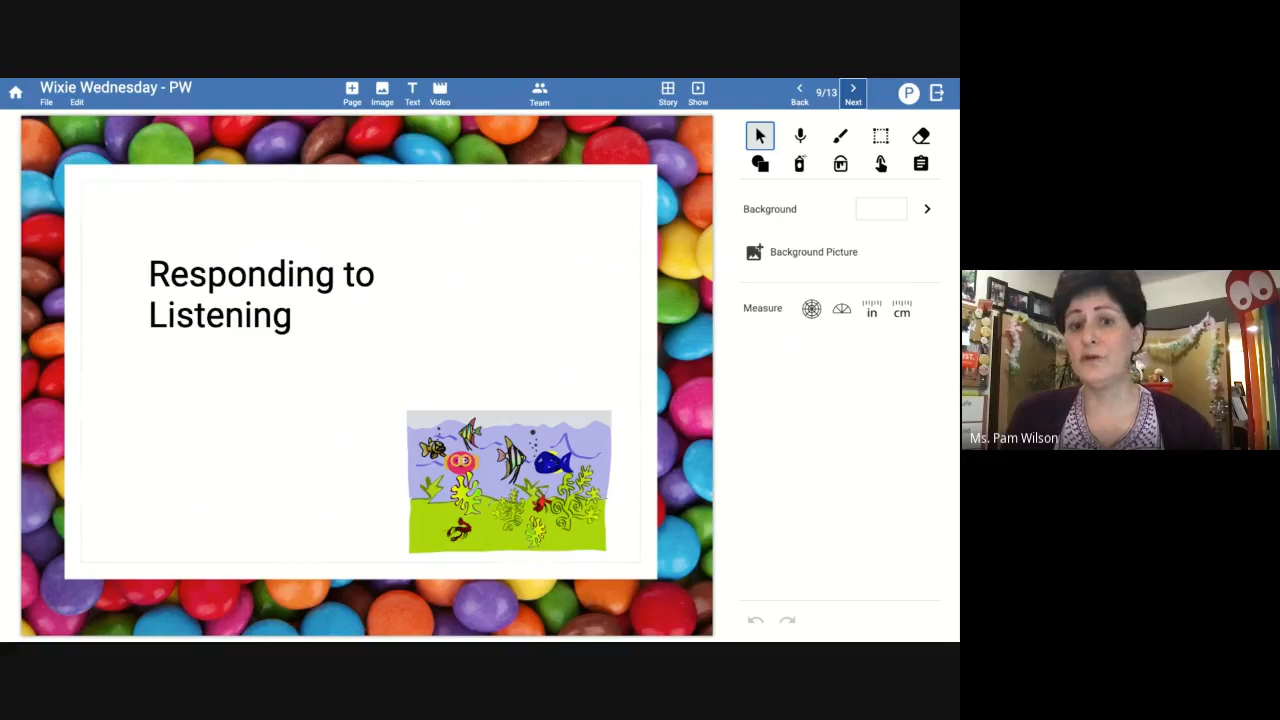 Wixie Wednesday - PW
File Edit
Page Image Text Video
Team
Story Show
Back 9/13 Next
P
Background
Background Picture
Measure in cm
Responding to
Listening
Ms. Pam Wilson